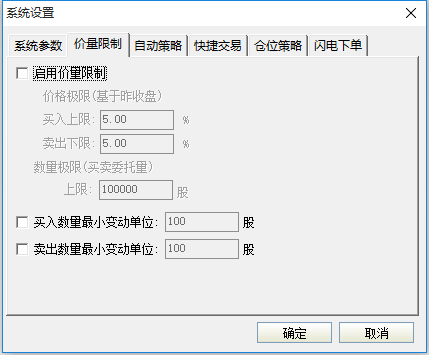 系统设置
系统参数 价量限制 自动策略 快捷交易 仓位策略 闪电下单
启用价量限制
价格极限(基于昨收盘)
买入上限: 5.00 %
卖出下限: 5.00 %
数量极限(买卖委托量)
上限: 100000 股
买入数量最小变动单位: 100 股
卖出数量最小变动单位: 100 股
确定 取消